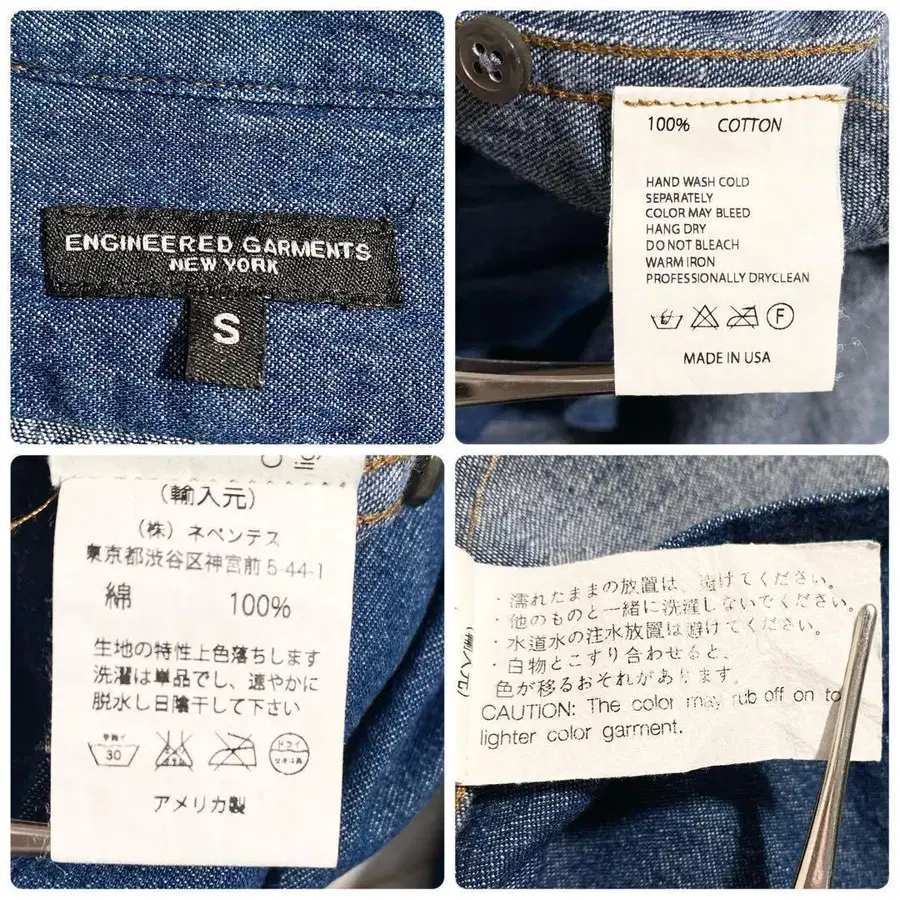 ENGINEERED GARMENTS
NEW YORK
S
100% COTTON
HAND WASH COLD
SEPARATELY
COLOR MAY BLEED
HANG DRY
DO NOT BLEACH
WARM IRON
PROFESSIONALLY DRYCLEAN
F
MADE IN USA
(輸入元)
(株) ネペンテス
東京都渋谷区神宮前5-44-1
綿 100%
生地の特性上色落ちします
洗濯は単品でし、速やかに
脱水し日陰干して下さい
30
ドライ
アメリカ製
・濡れたままの放置は、避けてください。
・他のものと一緒に洗濯しないでください。
・水道水の注水放置は避けてください。
・白物とこすり合わせると、
色が移るおそれがあります。
CAUTION: The color may rub off on to
lighter color garment.
(輸入元)